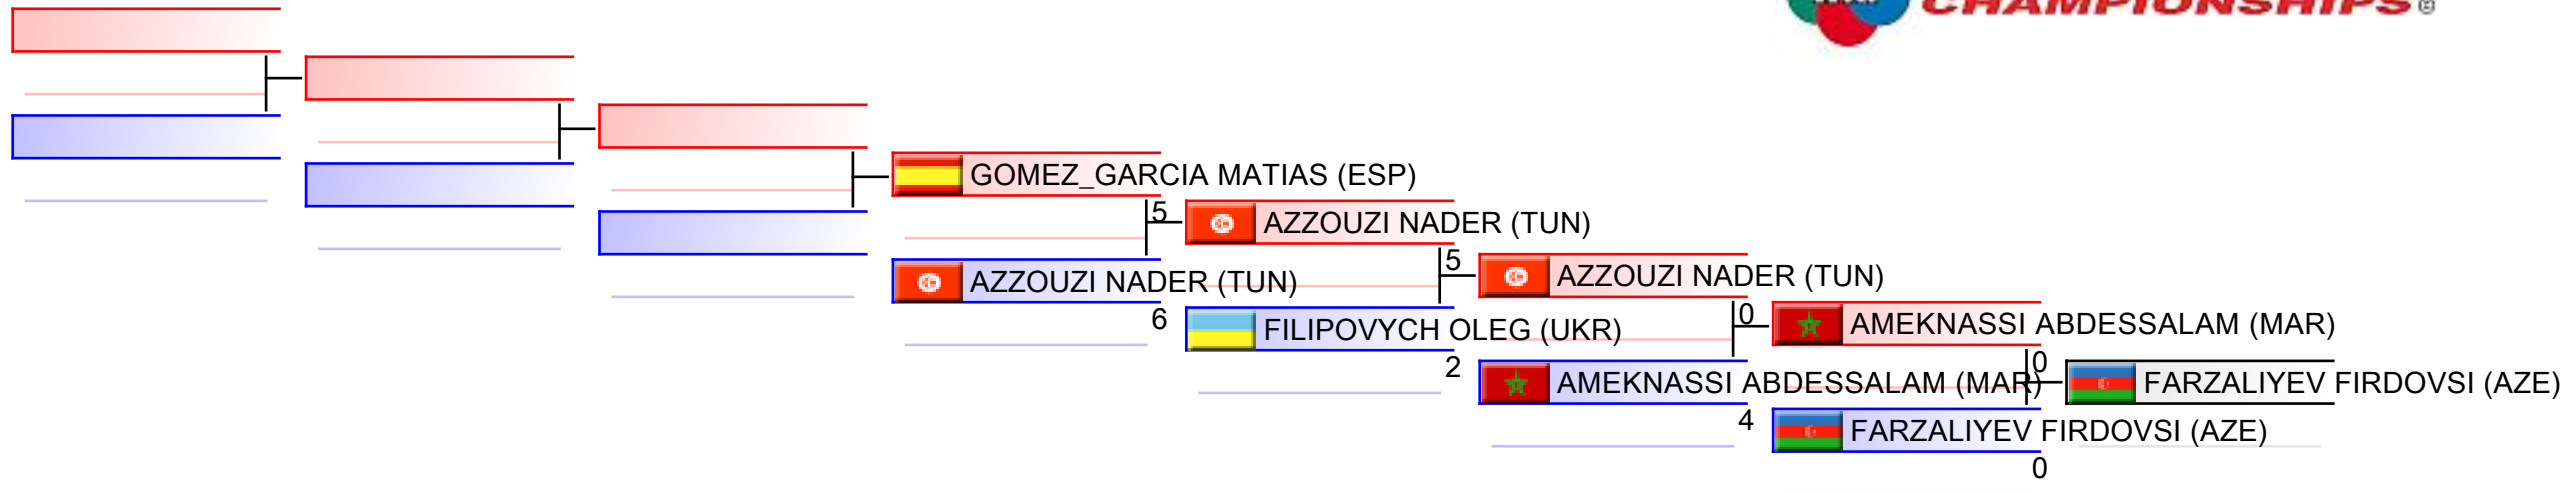 CHAMPIONSHIPS®
GOMEZ_GARCIA MATIAS (ESP)
5
AZZOUZI NADER (TUN)
AZZOUZI NADER (TUN)
6
5
FILIPOVYCH OLEG (UKR)
2
AZZOUZI NADER (TUN)
0
AMEKNASSI ABDESSALAM (MAR)
4
AMEKNASSI ABDESSALAM (MAR)
0
FARZALIYEV FIRDOVSI (AZE)
0
FARZALIYEV FIRDOVSI (AZE)